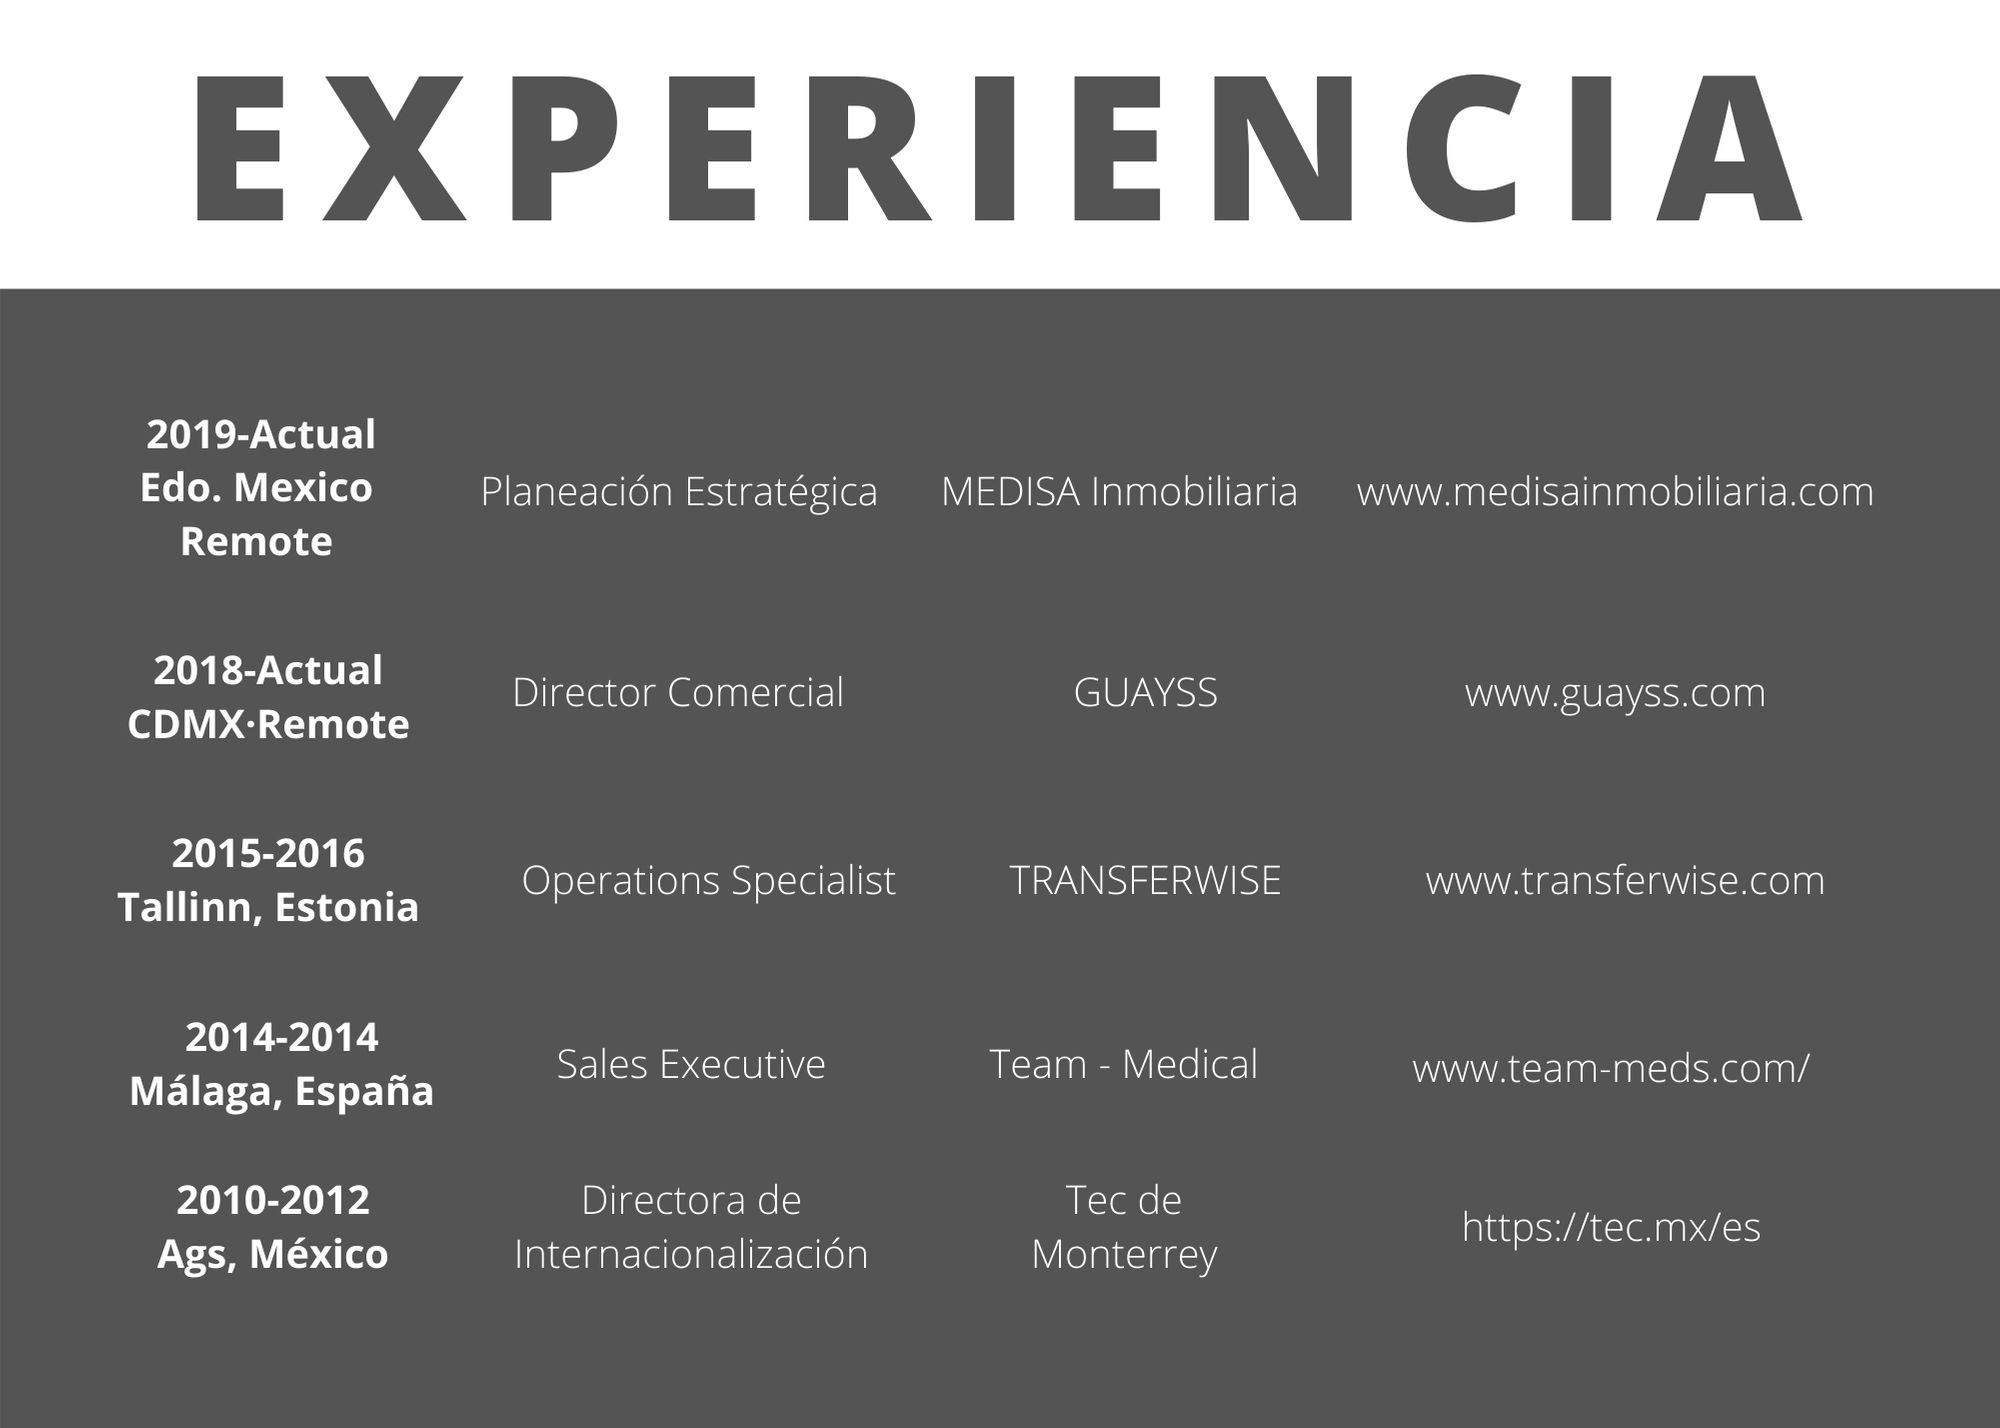 EXPERIENCIA
2019-Actual
Edo. Mexico
Remote
Planeación Estratégica
MEDISA Inmobiliaria
www.medisainmobiliaria.com
2018-Actual
CDMX·Remote
Director Comercial
GUAYSS
www.guayss.com
2015-2016
Tallinn, Estonia
Operations Specialist
TRANSFERWISE
www.transferwise.com
2014-2014
Málaga, España
Sales Executive
Team - Medical
www.team-meds.com/
2010-2012
Ags, México
Directora de
Internacionalización
Tec de
Monterrey
https://tec.mx/es